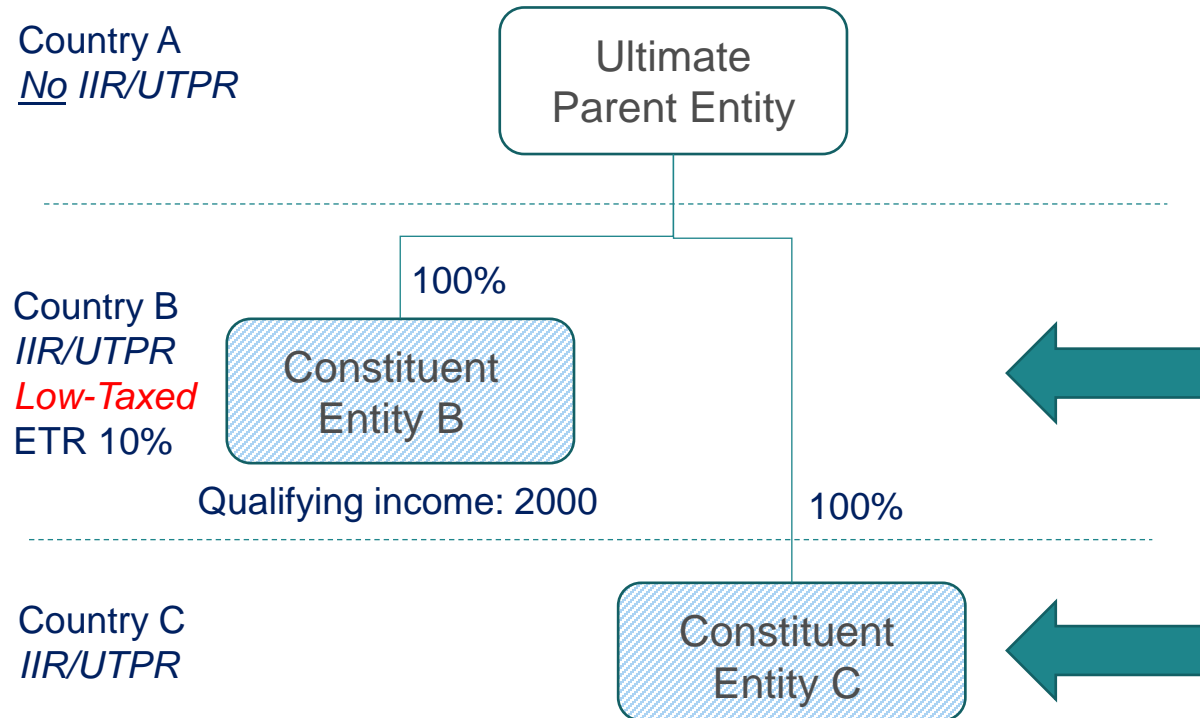 Country A
No IIR/UTPR
Ultimate
Parent Entity
100%
Country B
IIR/UTPR
Low-Taxed
ETR 10%
Constituent
Entity B
Qualifying income: 2000
100%
Country C
IIR/UTPR
Constituent
Entity C